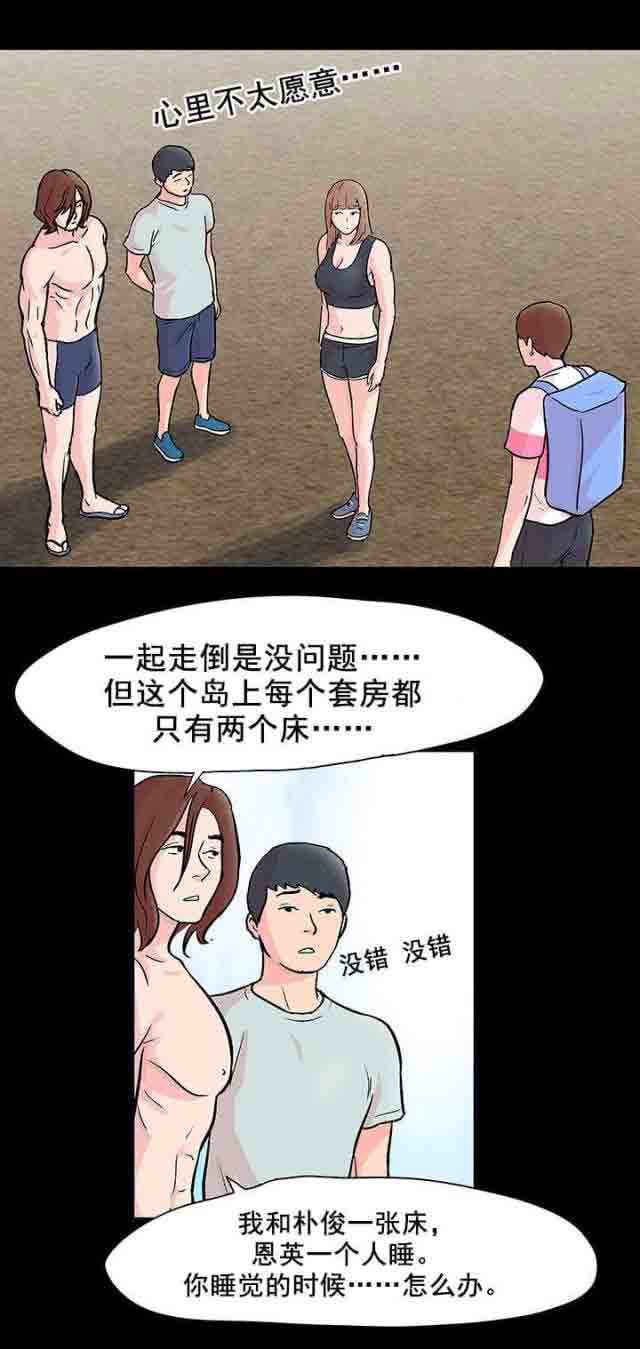 心里不太愿意……
一起走倒是没问题……
但这个岛上每个套房都
只有两个床……
没错 没错
我和朴俊一张床，
恩英一个人睡。
你睡觉的时候……怎么办。